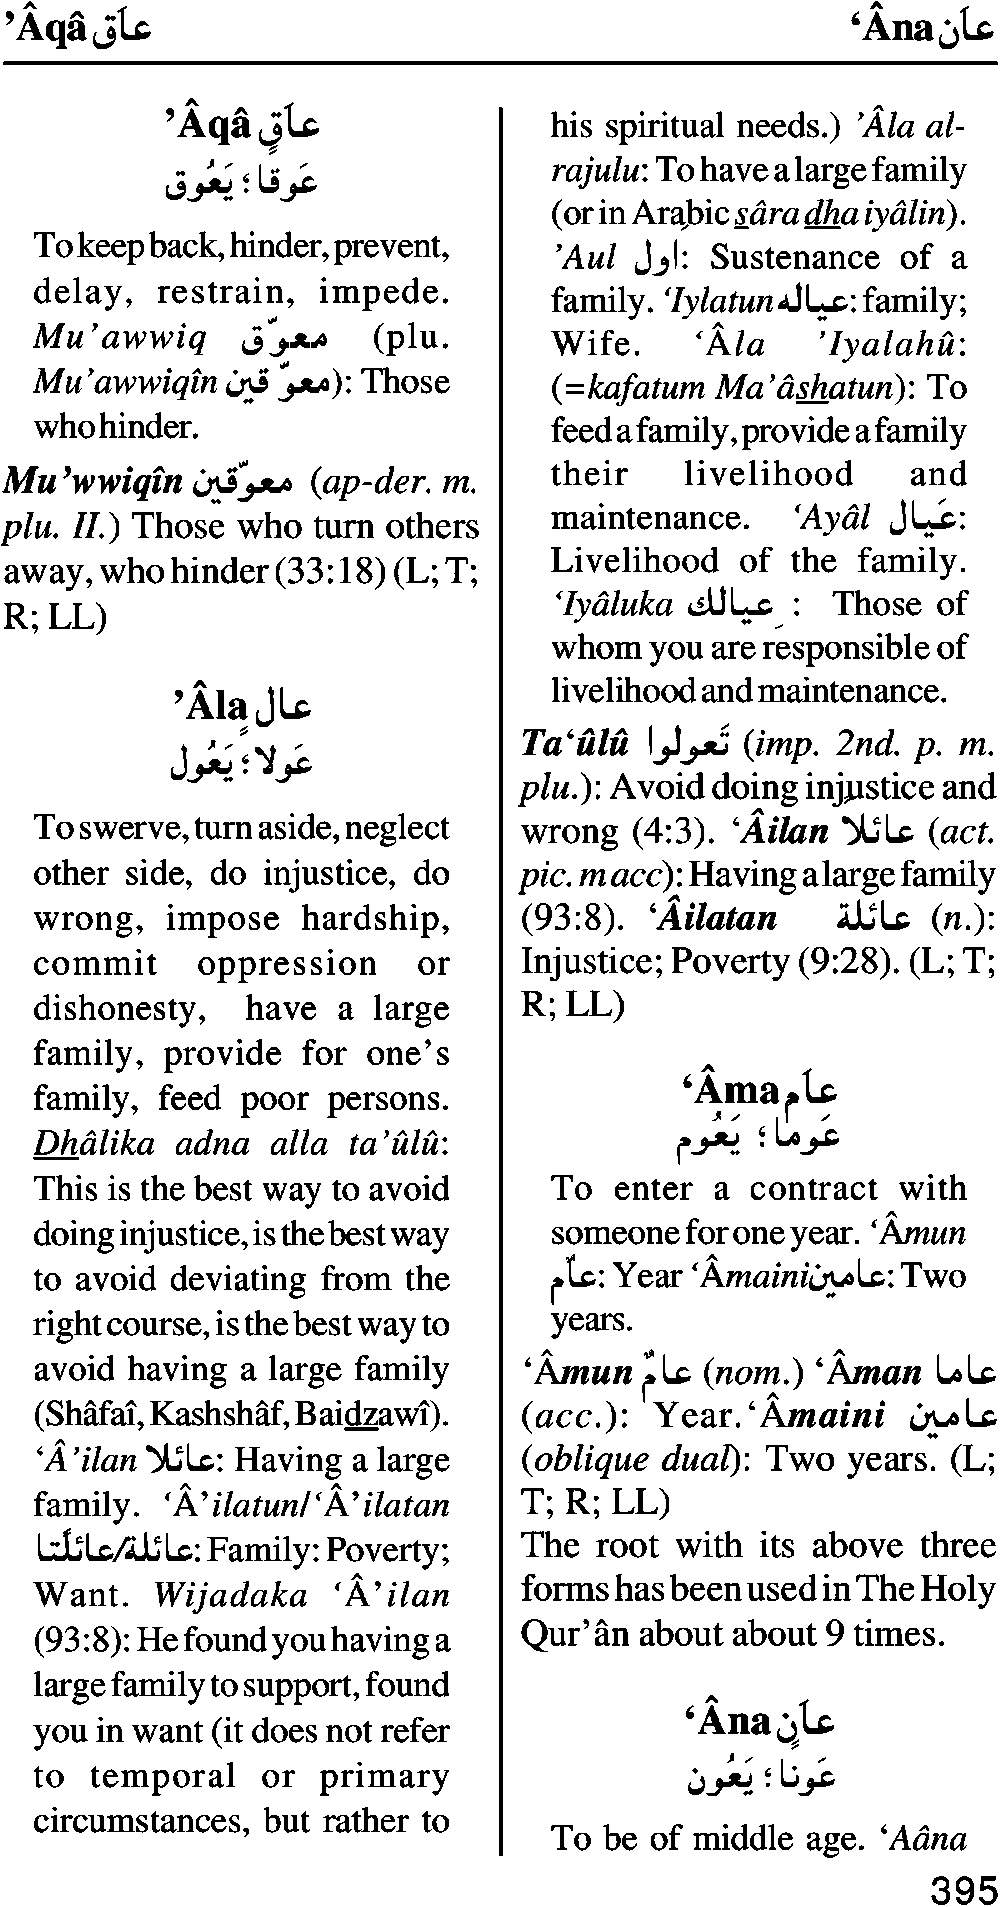 ’Âqâ عاَق
‘Âna عاَن
’Âqâ عاَقٍ
عَوقا؛ يَعُوق
To keep back, hinder, prevent,
delay, restrain, impede.
Mu’awwiq معوّق (plu.
Mu’awwiqîn معوّقين): Those
who hinder.
Mu’wwiqîn معوّقين (ap-der. m.
plu. II.) Those who turn others
away, who hinder (33:18) (L; T;
R; LL)
’Âla عال
عَولاٍ؛ يَعُول
To swerve, turn aside, neglect
other side, do injustice, do
wrong, impose hardship,
commit oppression or
dishonesty, have a large
family, provide for one’s
family, feed poor persons.
Dhâlika adna alla ta’ûlû:
This is the best way to avoid
doing injustice, is the best way
to avoid deviating from the
right course, is the best way to
avoid having a large family
(Shâfaî, Kashshâf, Baidzawî).
‘Â’ilan عائلا: Having a large
family. ‘Â’ilatun/‘Â’ilatan
عائلة/عائلَتا: Family: Poverty;
Want. Wijadaka ‘Â’ilan
(93:8): He found you having a
large family to support, found
you in want (it does not refer
to temporal or primary
circumstances, but rather to
his spiritual needs.) ’Âla al-
rajulu: To have a large family
(or in Arabic sâra dha iyâlin).
’Aul اول: Sustenance of a
family. ‘Iylatun عياله: family;
Wife. ‘Âla ’Iyalahû:
(=kafatum Ma’âshatun): To
feed a family, provide a family
their livelihood and
maintenance. ‘Ayâl عَيال:
Livelihood of the family.
‘Iyâluka عِيالك : Those of
whom you are responsible of
livelihood and maintenance.
Ta‘ûlû تَعولوا (imp. 2nd. p. m.
plu.): Avoid doing injustice and
wrong (4:3). ‘Âilan عائلا (act.
pic. m acc): Having a large family
(93:8). ‘Âilatan عائلة (n.):
Injustice; Poverty (9:28). (L; T;
R; LL)
‘Âma عاَم
عَوما؛ يَعُوم
To enter a contract with
someone for one year. ‘Âmun
عاَم: Year ‘Âmaini عامين: Two
years.
‘Âmun عامٌ (nom.) ‘Âman عاما
(acc.): Year. ‘Âmaini عامين
(oblique dual): Two years. (L;
T; R; LL)
The root with its above three
forms has been used in The Holy
Qur’ân about about 9 times.
‘Âna عاَنٍ
عَونا؛ يَعُون
To be of middle age. ‘Aâna
395